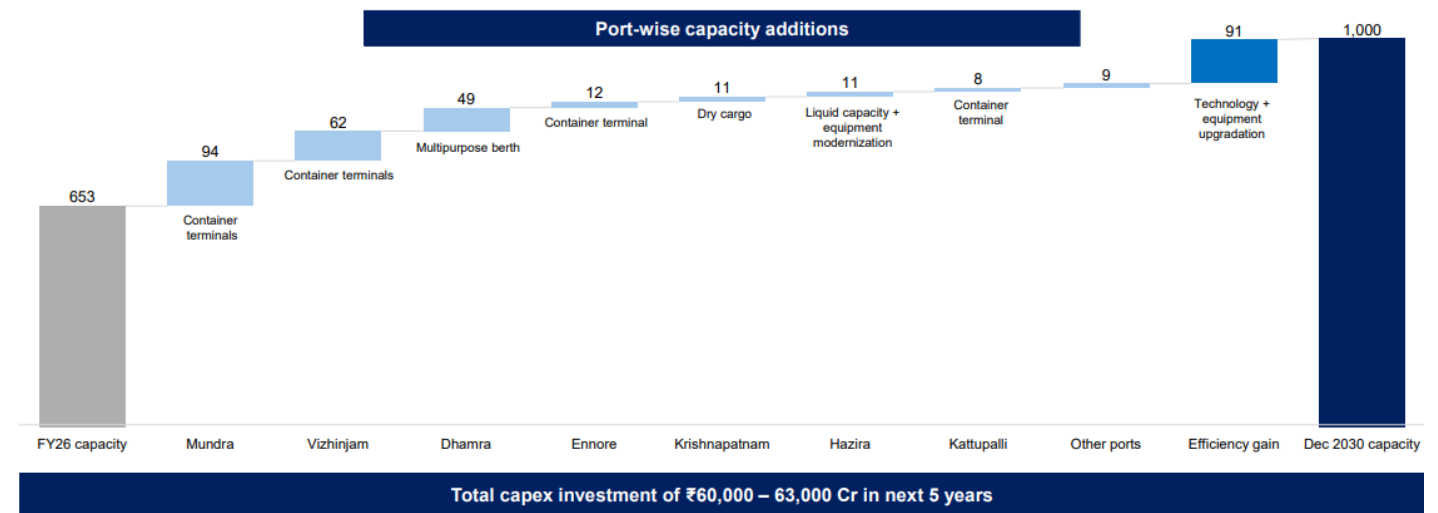 Port-wise capacity additions
653
94
Container
terminals
62
Container terminals
49
Multipurpose berth
12
Container terminal
11
Dry cargo
11
Liquid capacity +
equipment
modernization
8
Container
terminal
9
91
Technology +
equipment
upgradation
1,000
FY26 capacity
Mundra
Vizhinjam
Dhamra
Ennore
Krishnapatnam
Hazira
Kattupalli
Other ports
Efficiency gain
Dec 2030 capacity
Total capex investment of ₹60,000 – 63,000 Cr in next 5 years